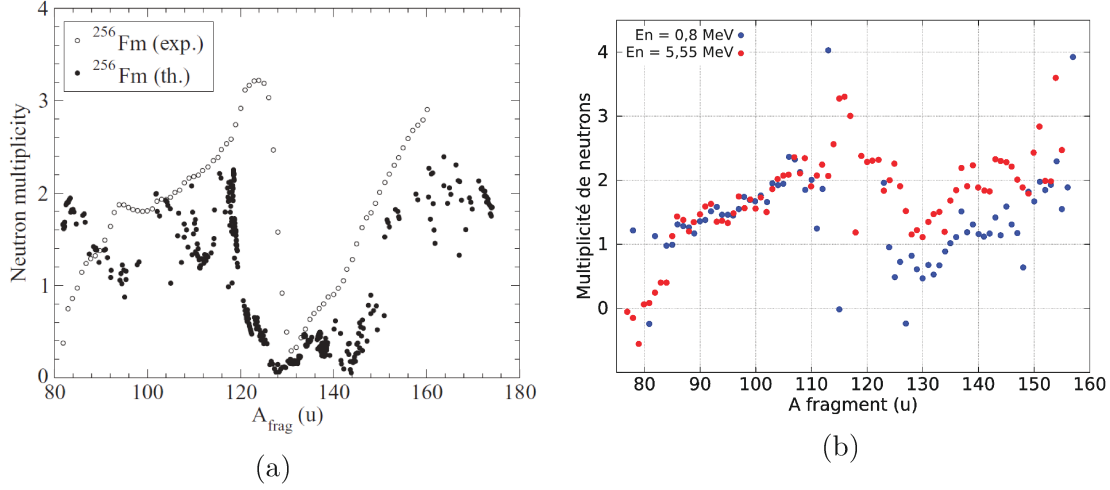 4
3
2
1
0
Neutron multiplicity
256Fm (exp.)
256Fm (th.)
80 100 120 140 160 180
Afrag (u)
(a)
4
3
2
1
0
Multiplicité de neutrons
En = 0,8 MeV
En = 5,55 MeV
80 90 100 110 120 130 140 150 160
A fragment (u)
(b)